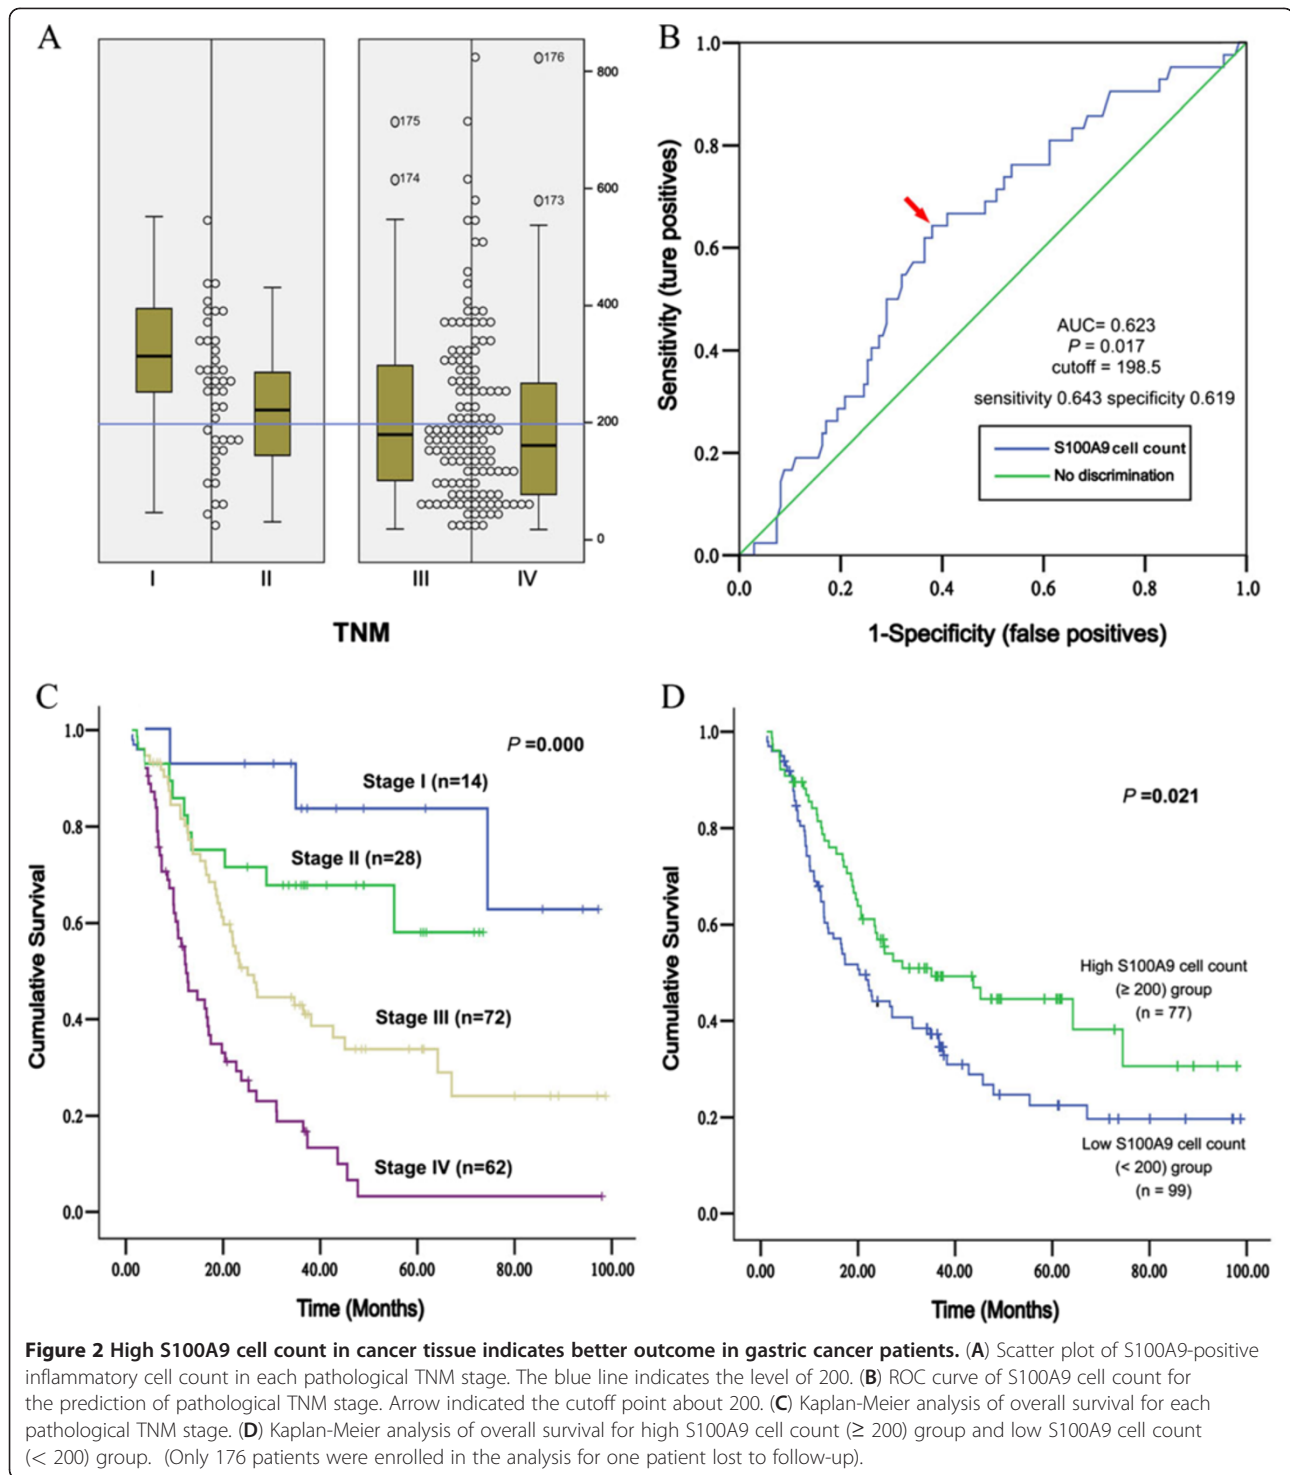 A
175
174
176
173
800
600
400
200
0
I
II
III
IV
TNM
B
1.0
0.8
0.6
0.4
0.2
0.0
0.0
0.2
0.4
0.6
0.8
1.0
Sensitivity (ture positives)
1-Specificity (false positives)
AUC= 0.623
P = 0.017
cutoff = 198.5
sensitivity 0.643 specificity 0.619
S100A9 cell count
No discrimination
C
1.0
0.8
0.6
0.4
0.2
0.0
0.00
20.00
40.00
60.00
80.00
100.00
Cumulative Survival
Time (Months)
P =0.000
Stage I (n=14)
Stage II (n=28)
Stage III (n=72)
Stage IV (n=62)
D
1.0
0.8
0.6
0.4
0.2
0.0
0.00
20.00
40.00
60.00
80.00
100.00
Cumulative Survival
Time (Months)
P =0.021
High S100A9 cell count
(≥ 200) group
(n = 77)
Low S100A9 cell count
(< 200) group
(n = 99)
Figure 2 High S100A9 cell count in cancer tissue indicates better outcome in gastric cancer patients. (A) Scatter plot of S100A9-positive
inflammatory cell count in each pathological TNM stage. The blue line indicates the level of 200. (B) ROC curve of S100A9 cell count for
the prediction of pathological TNM stage. Arrow indicated the cutoff point about 200. (C) Kaplan-Meier analysis of overall survival for each
pathological TNM stage. (D) Kaplan-Meier analysis of overall survival for high S100A9 cell count (≥ 200) group and low S100A9 cell count
(< 200) group. (Only 176 patients were enrolled in the analysis for one patient lost to follow-up).